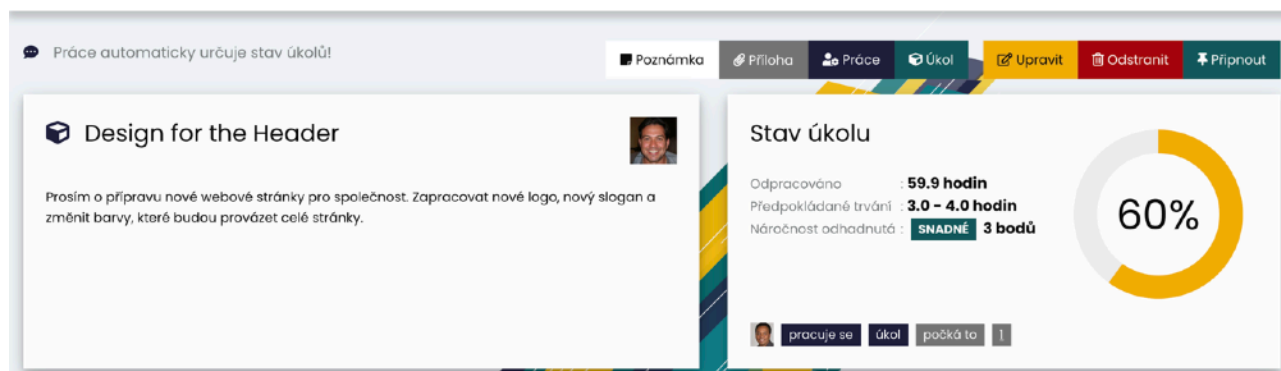 Práce automaticky určuje stav úkolů!
Poznámka Příloha Práce Úkol Upravit Odstranit Připnout
Design for the Header
Prosím o přípravu nové webové stránky pro společnost. Zapracovat nové logo, nový slogan a
změnit barvy, které budou provázet celé stránky.
Stav úkolu
Odpracováno : 59.9 hodin
Předpokládané trvání : 3.0 - 4.0 hodin
Náročnost odhadnutá : SNADNÉ 3 bodů
60%
pracuje se úkol počká to 1